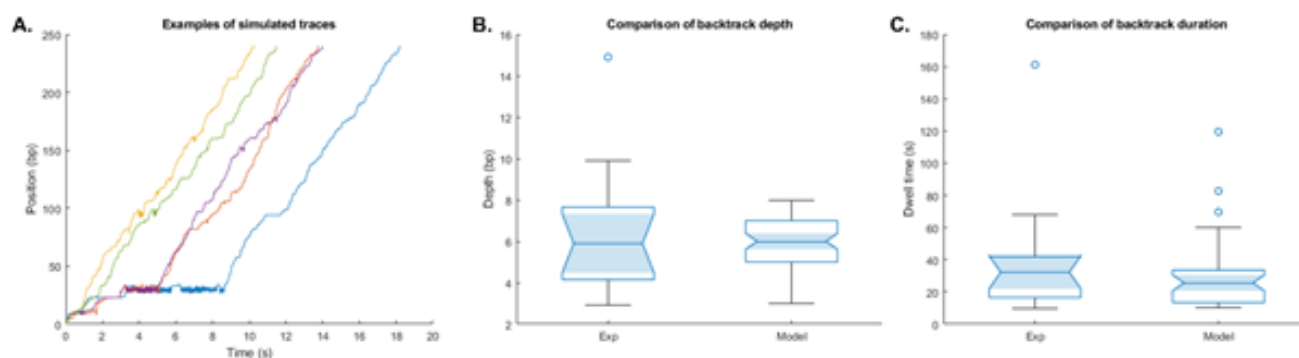 A.
Examples of simulated traces
Position (bp)
250
200
150
100
50
0
0 2 4 6 8 10 12 14 16 18 20
Time (s)
B.
Comparison of backtrack depth
Depth (bp)
16
14
12
10
8
6
4
2
Exp Model
C.
Comparison of backtrack duration
Dwell time (s)
180
160
140
120
100
80
60
40
20
0
Exp Model